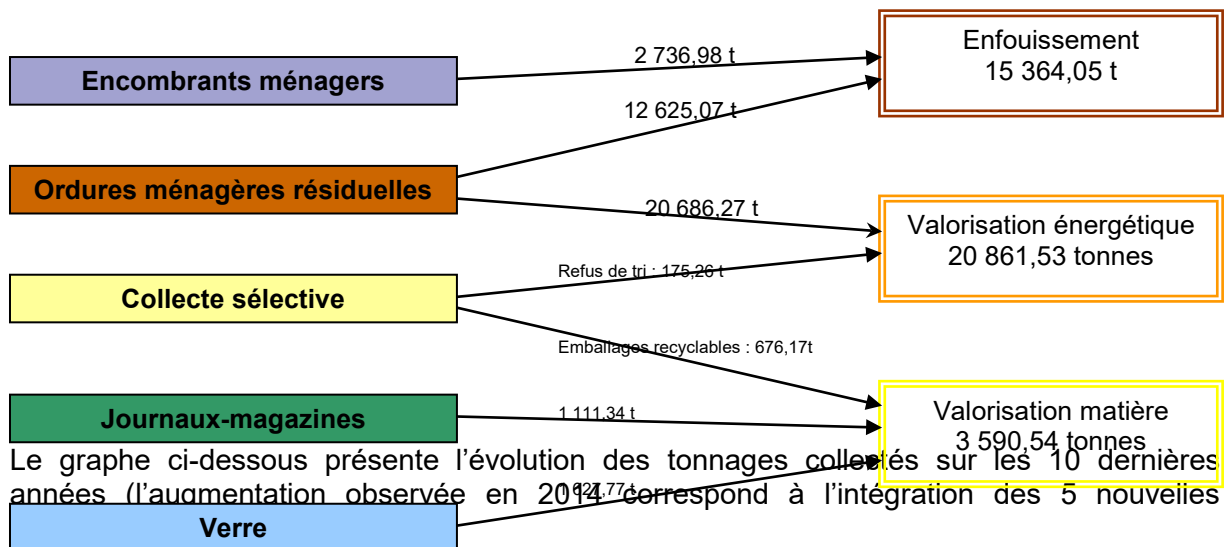 Enfouissement
15 364,05 t
2 736,98 t
Encombrants ménagers
12 625,07 t
Ordures ménagères résiduelles
20 686,27 t
Valorisation énergétique
20 861,53 tonnes
Refus de tri : 175,26 t
Collecte sélective
Emballages recyclables : 676,17t
Journaux-magazines
1 111,34 t
Valorisation matière
3 590,54 tonnes
Le graphe ci-dessous présente l’évolution des tonnages collectés sur les 10 dernières
années (l’augmentation observée en 2014 correspond à l’intégration des 5 nouvelles
Verre